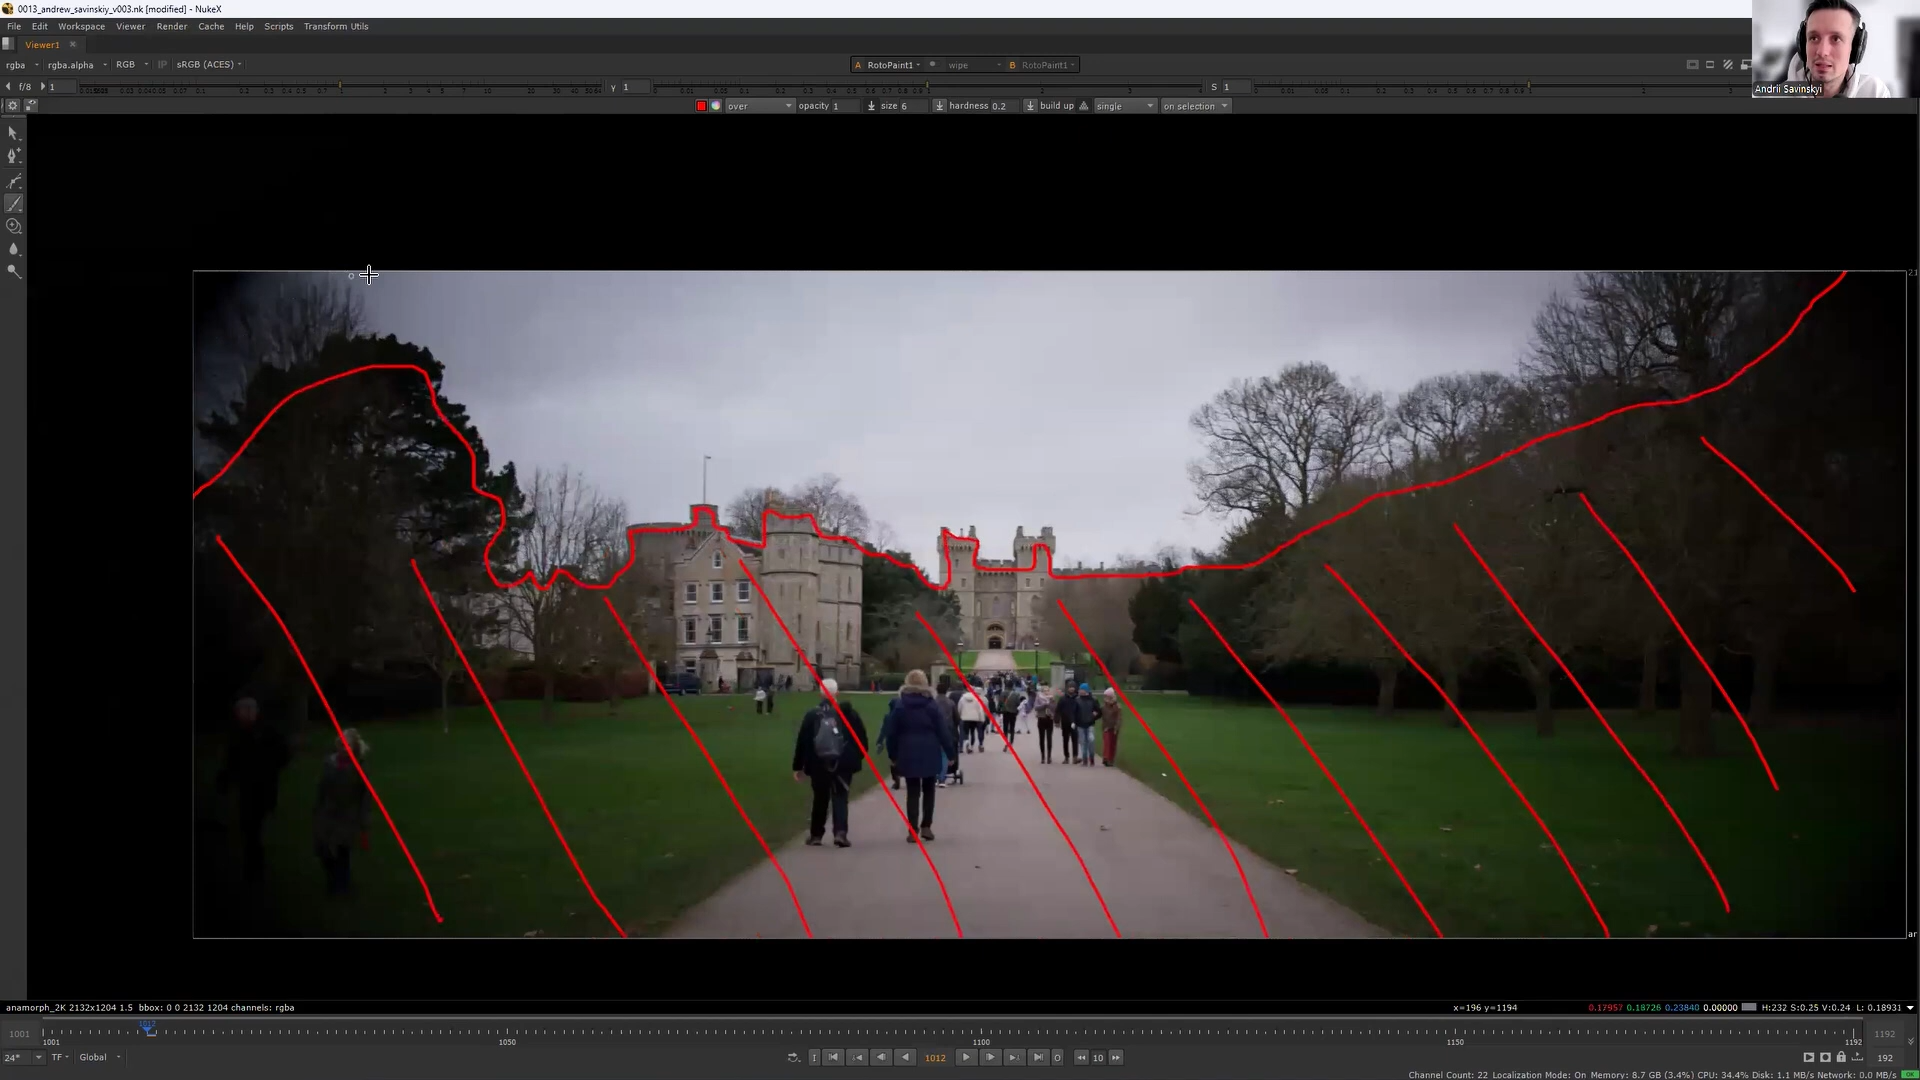 0013_andrew_savinskiy_v003.nk [modified] - NukeX
File Edit Workspace Viewer Render Cache Help Scripts Transform Utils
Viewer1
rgba rgba.alpha RGB IP sRGB (ACES) A RotoPaint1 wipe B RotoPaint1
f/8 1 γ 1 S 1
over opacity 1 size 6 hardness 0.2 build up single on selection
Andrii Savinskyi
anamorph_2K 2132x1204 1.5 bbox: 0 0 2132 1204 channels: rgba x=196 y=1194 0.17957 0.18726 0.23840 0.00000 H:232 S:0.25 V:0.24 L: 0.18931
1012
1001 1192
1001 1050 1100 1150 1192
24* TF Global 1012 10 192
Channel Count: 22 Localization Mode: On Memory: 8.7 GB (3.4%) CPU: 34.4% Disk: 1.1 MB/s Network: 0.0 MB/s